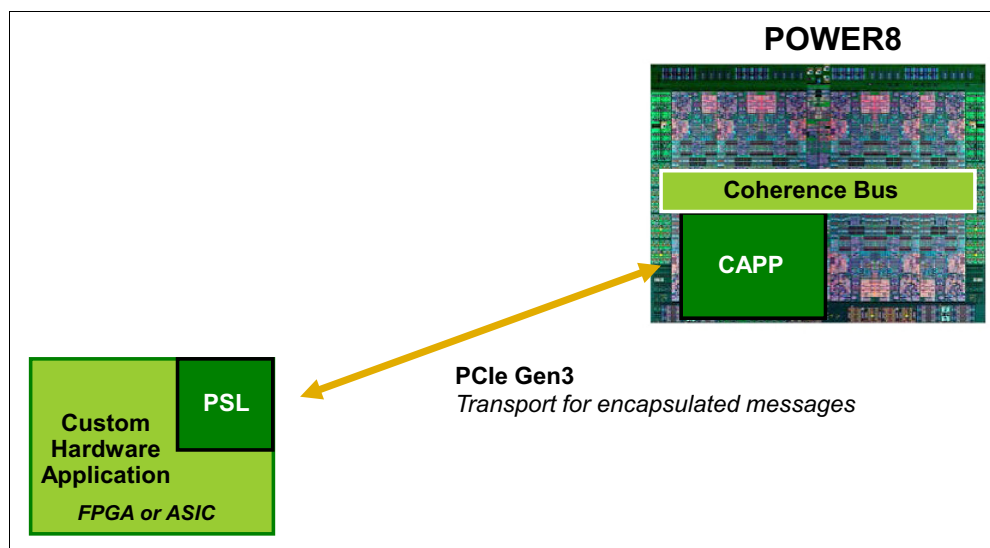 POWER8
Coherence Bus
CAPP
PCIe Gen3
Transport for encapsulated messages
PSL
Custom
Hardware
Application
FPGA or ASIC